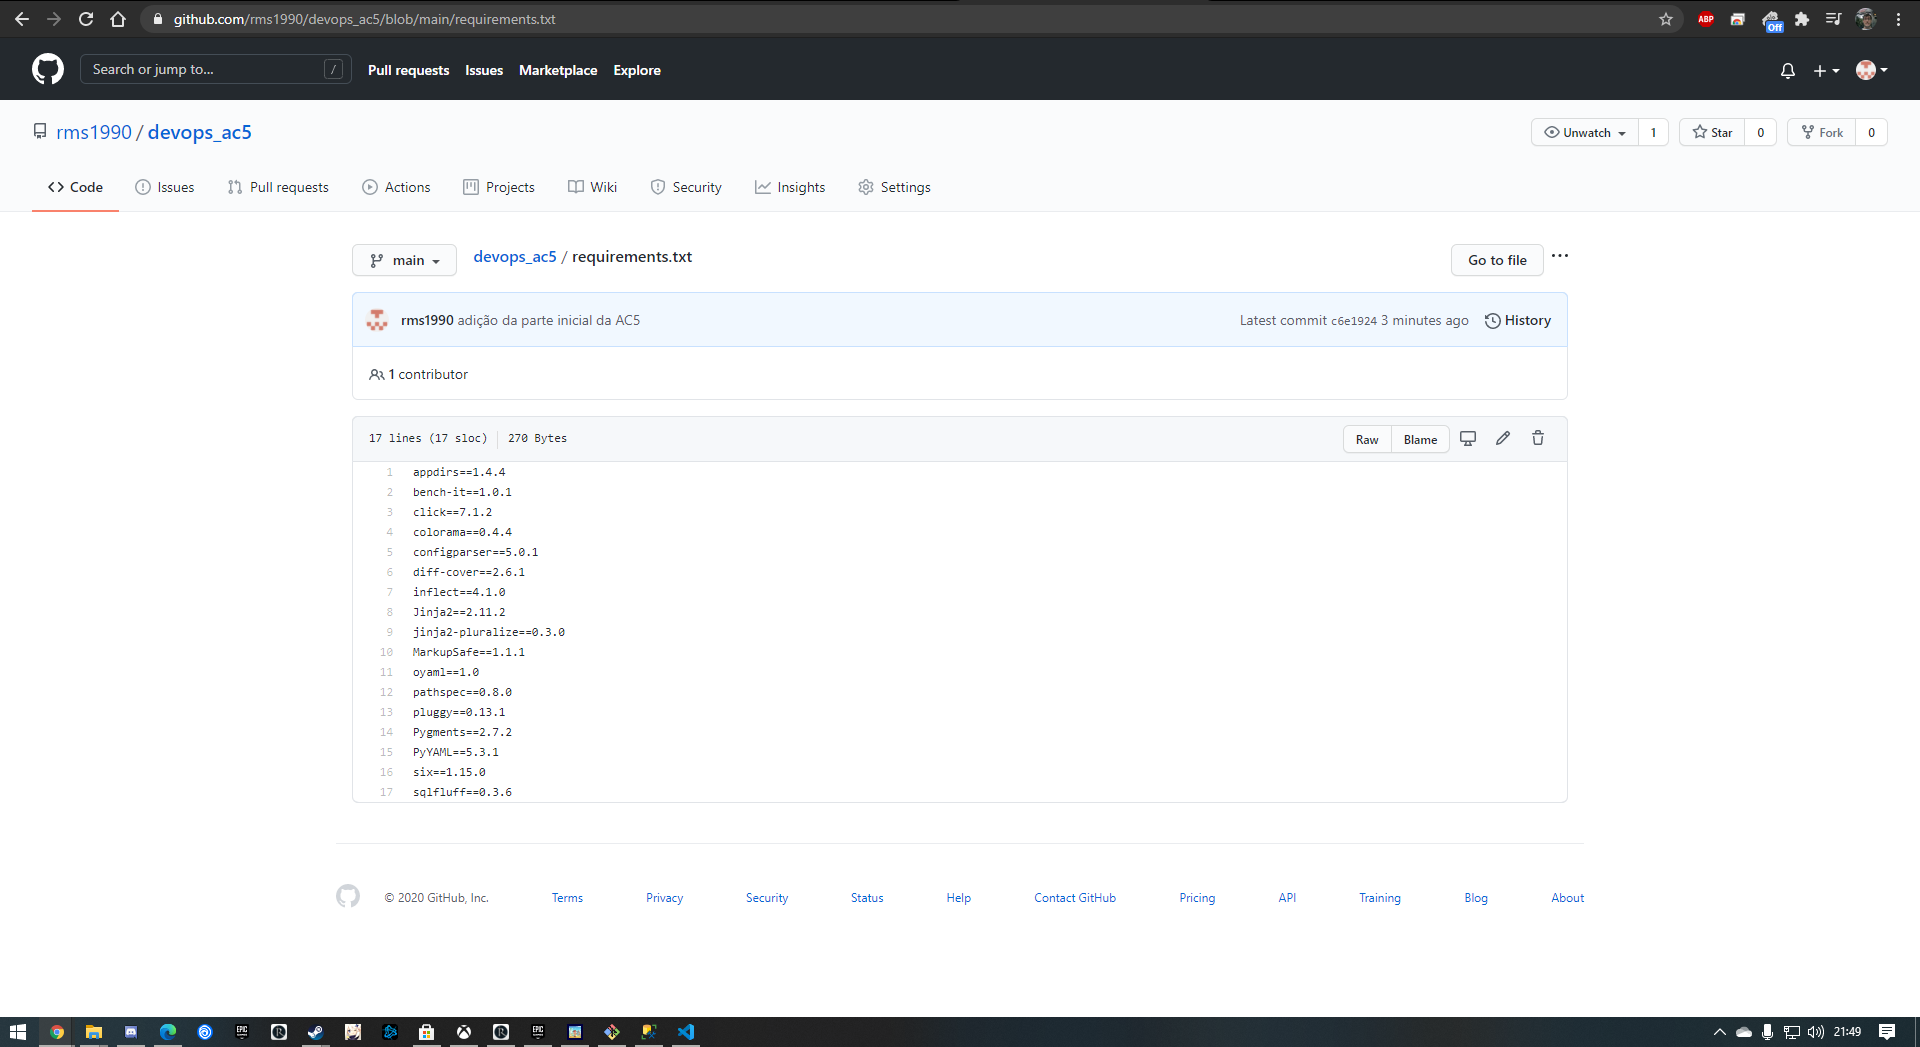 github.com/rms1990/devops_ac5/blob/main/requirements.txt
ABP
Off
Search or jump to... /
Pull requests Issues Marketplace Explore
rms1990 / devops_ac5
Unwatch 1 Star 0 Fork 0
Code Issues Pull requests Actions Projects Wiki Security Insights Settings
main devops_ac5 / requirements.txt Go to file ...
rms1990 adição da parte inicial da AC5 Latest commit c6e1924 3 minutes ago History
1 contributor
17 lines (17 sloc) 270 Bytes Raw Blame
1 appdirs==1.4.4
2 bench-it==1.0.1
3 click==7.1.2
4 colorama==0.4.4
5 configparser==5.0.1
6 diff-cover==2.6.1
7 inflect==4.1.0
8 Jinja2==2.11.2
9 jinja2-pluralize==0.3.0
10 MarkupSafe==1.1.1
11 oyaml==1.0
12 pathspec==0.8.0
13 pluggy==0.13.1
14 Pygments==2.7.2
15 PyYAML==5.3.1
16 six==1.15.0
17 sqlfluff==0.3.6
© 2020 GitHub, Inc. Terms Privacy Security Status Help Contact GitHub Pricing API Training Blog About
EPIC R R EPIC 21:49